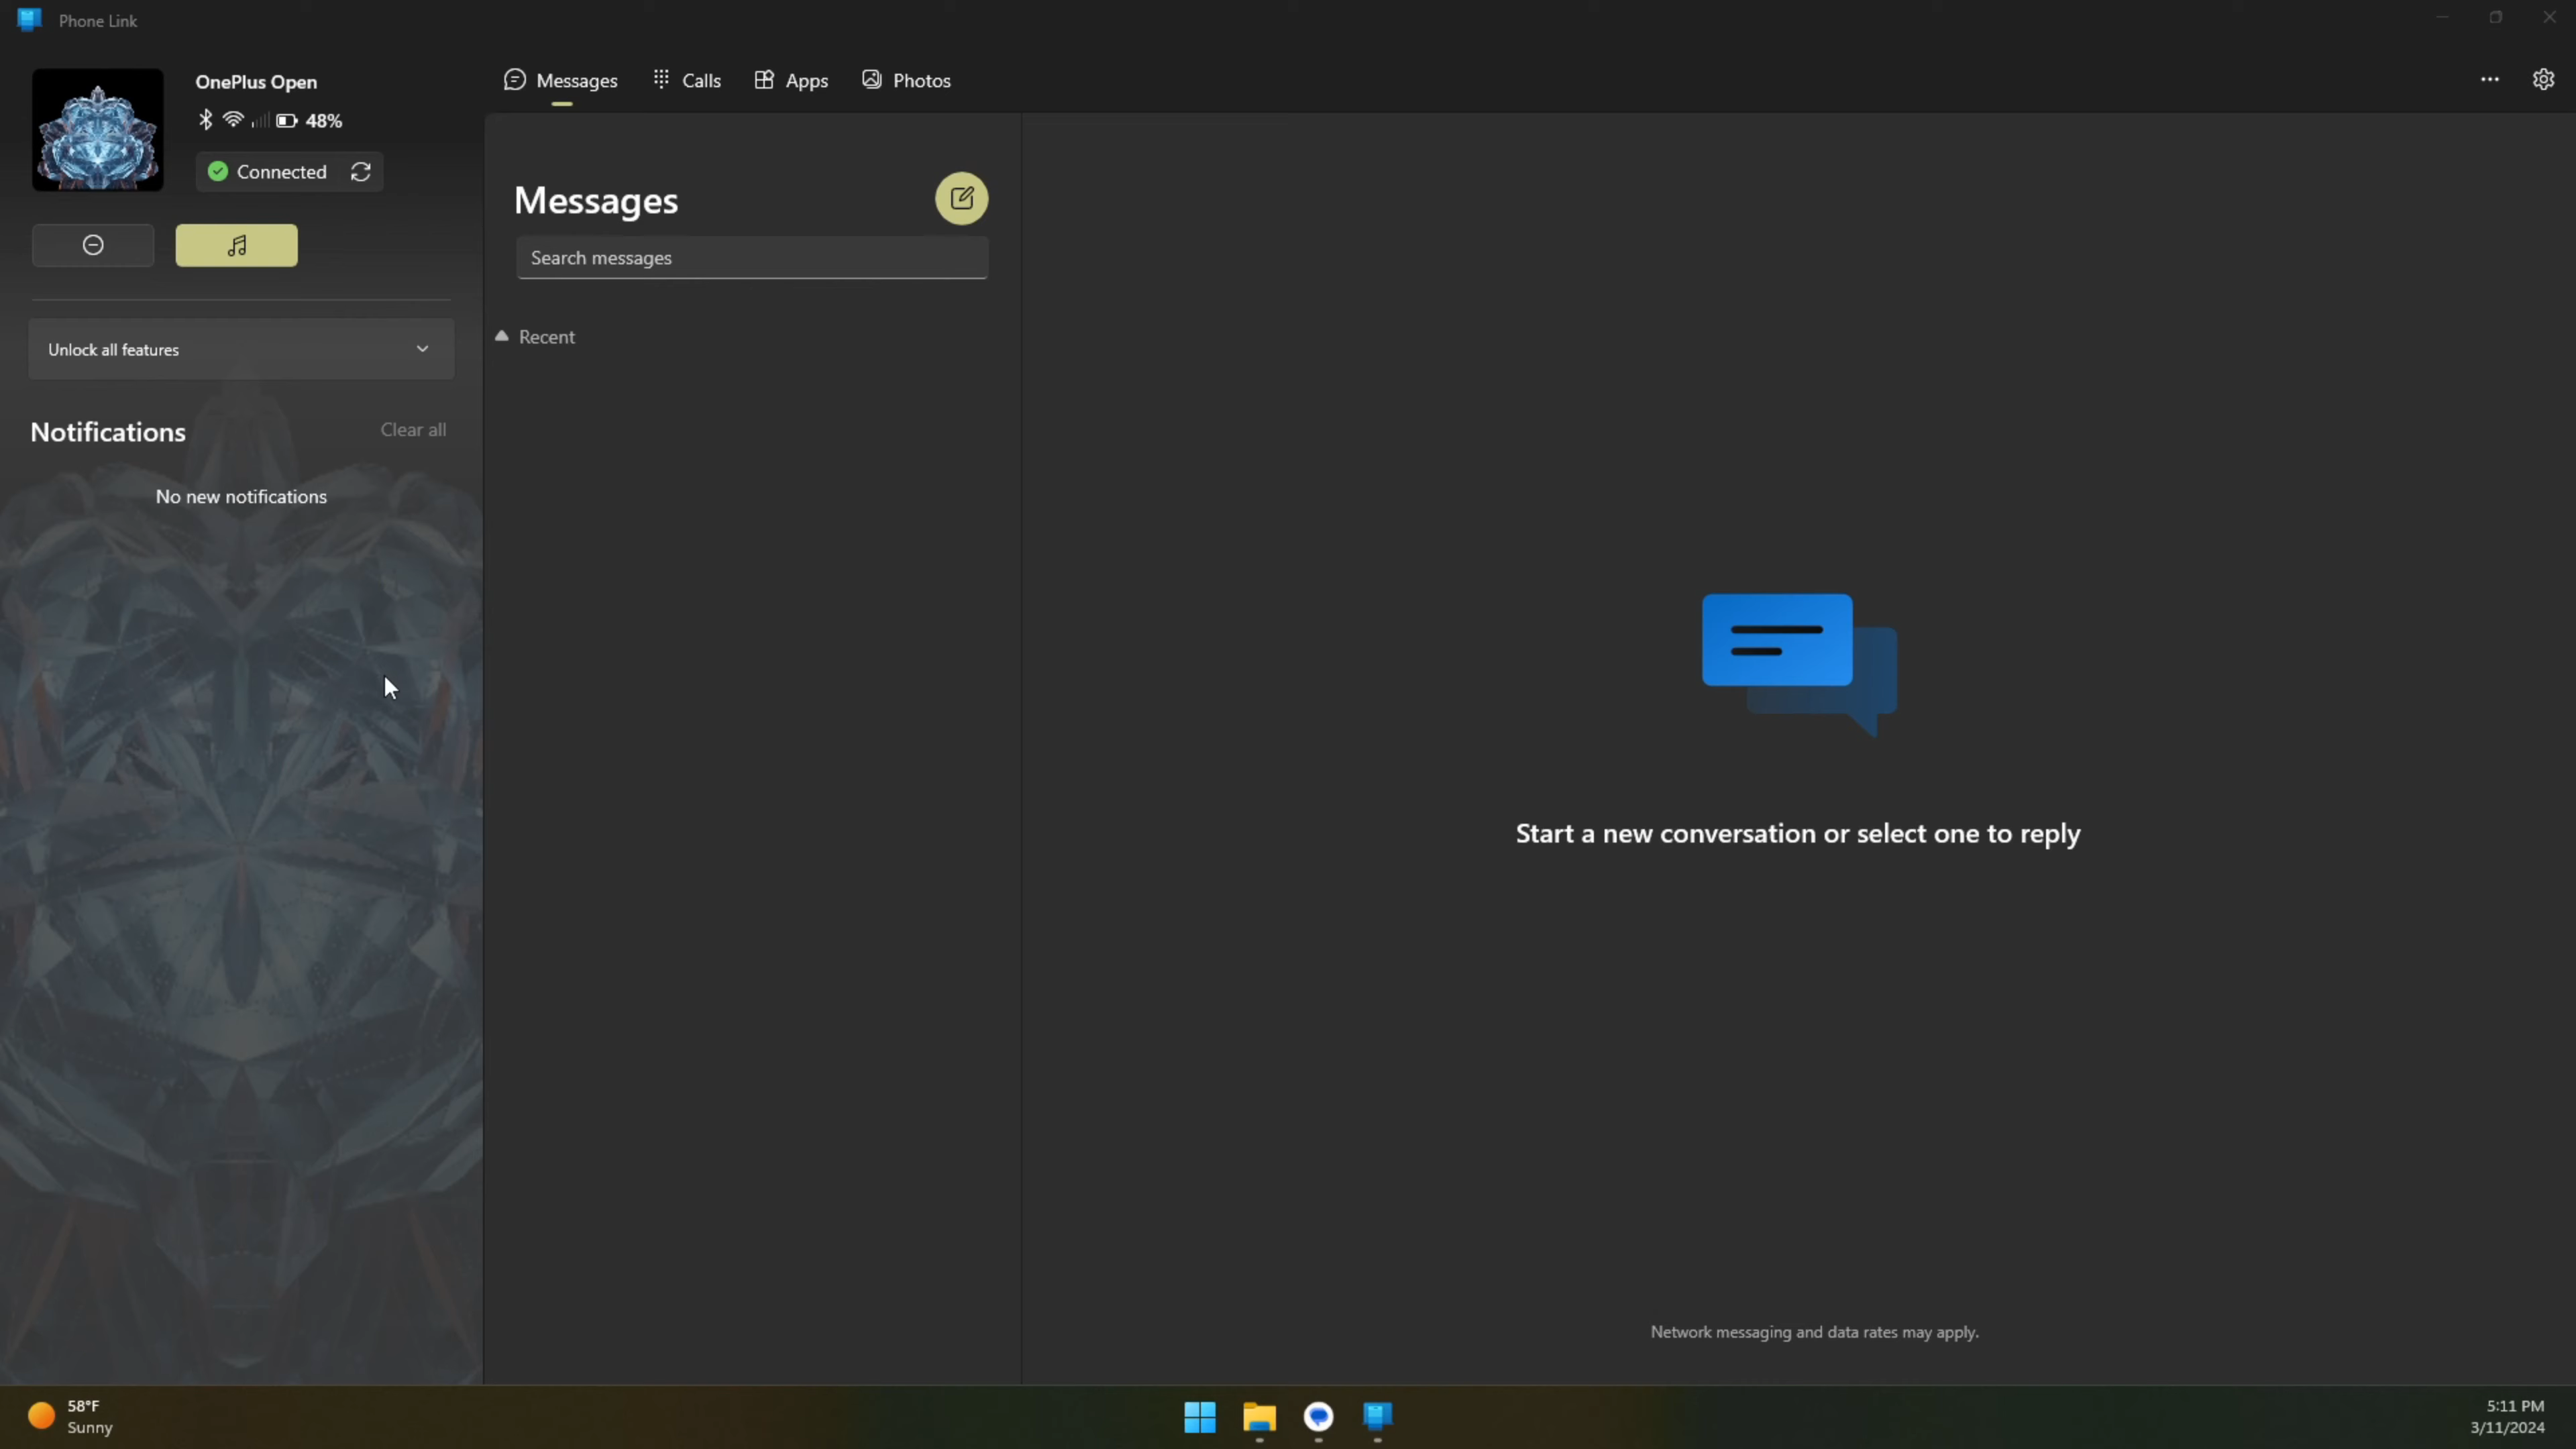 Phone Link
OnePlus Open
48%
Connected
Messages
Calls
Apps
Photos
Unlock all features
Notifications
Clear all
No new notifications
Messages
Search messages
Recent
Start a new conversation or select one to reply
Network messaging and data rates may apply.
58°F
Sunny
5:11 PM
3/11/2024